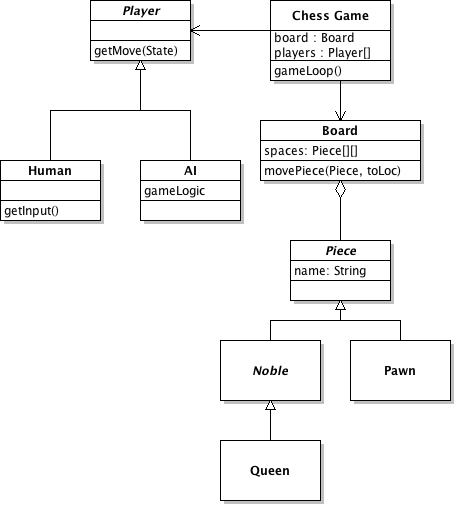 Player
getMove(State)
Chess Game
board : Board
players : Player[]
gameLoop()
Human
getInput()
AI
gameLogic
Board
spaces: Piece[][]
movePiece(Piece, toLoc)
Piece
name: String
Noble
Pawn
Queen